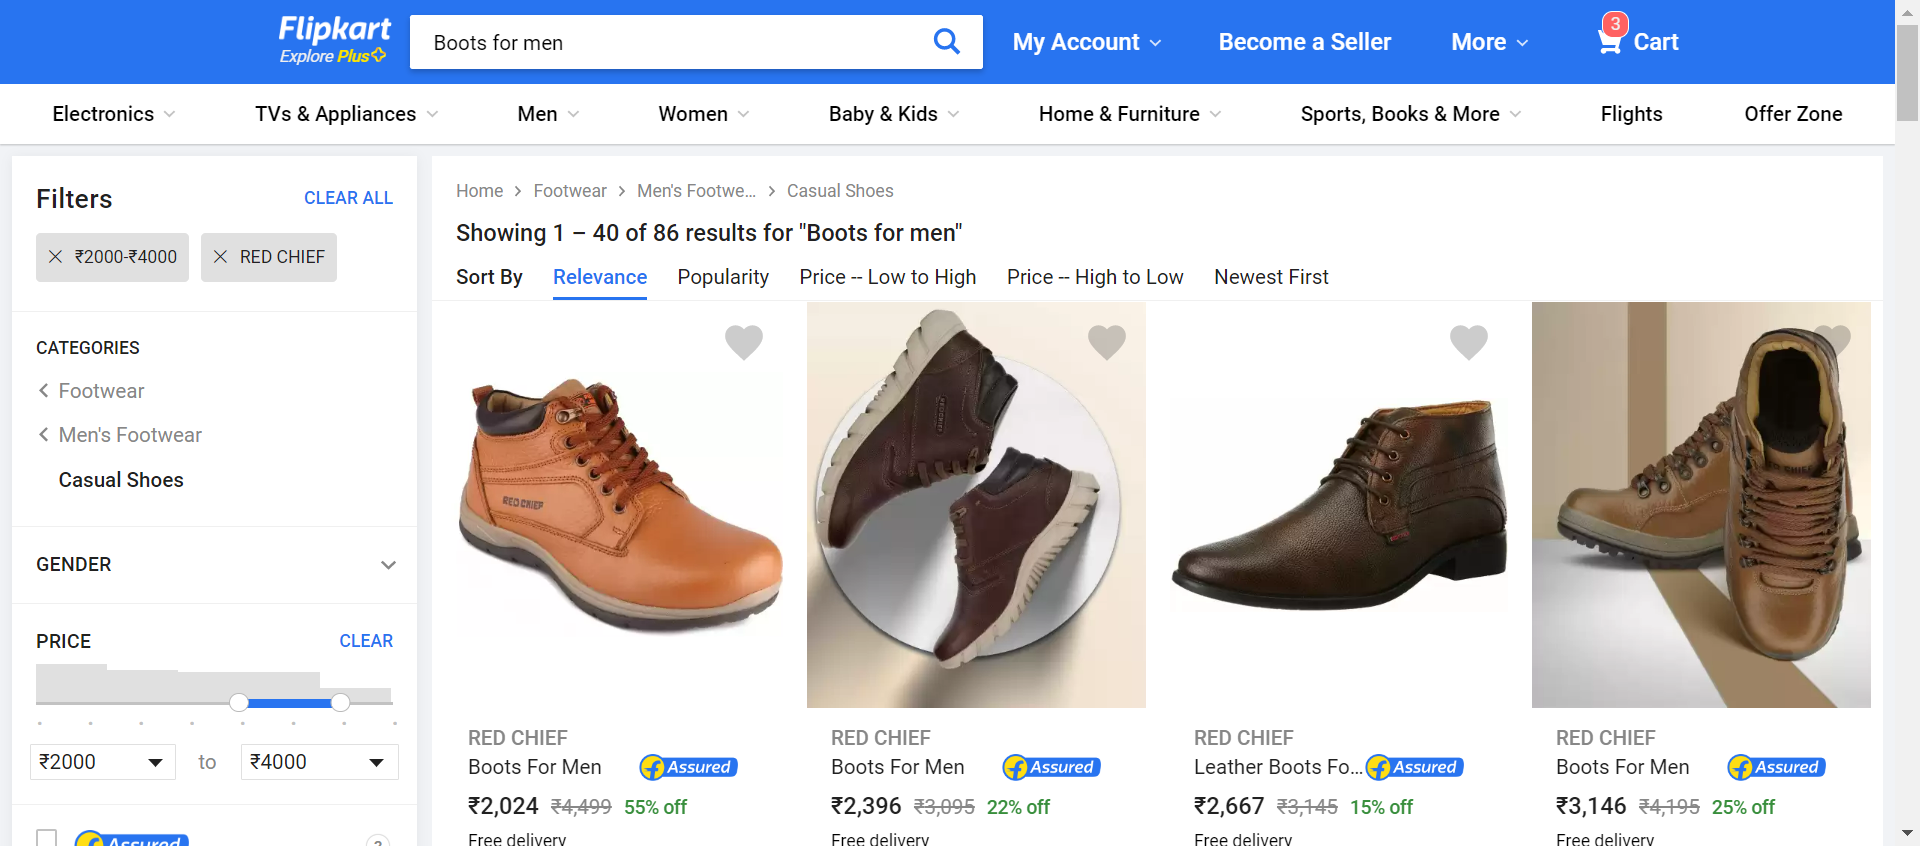 Flipkart
Explore Plus
Boots for men
My Account
Become a Seller
More
3
Cart
Electronics
TVs & Appliances
Men
Women
Baby & Kids
Home & Furniture
Sports, Books & More
Flights
Offer Zone
Filters
CLEAR ALL
₹2000-₹4000
RED CHIEF
CATEGORIES
Footwear
Men's Footwear
Casual Shoes
GENDER
PRICE
CLEAR
₹2000
to
₹4000
Assured
?
Home
Footwear
Men's Footwe...
Casual Shoes
Showing 1 – 40 of 86 results for "Boots for men"
Sort By
Relevance
Popularity
Price -- Low to High
Price -- High to Low
Newest First
RED CHIEF
REDCHIEF
RED CHIEF
RED CHIEF
Boots For Men
Assured
₹2,024 ₹4,499 55% off
Free delivery
RED CHIEF
Boots For Men
Assured
₹2,396 ₹3,095 22% off
Free delivery
RED CHIEF
Leather Boots Fo...
Assured
₹2,667 ₹3,145 15% off
Free delivery
RED CHIEF
Boots For Men
Assured
₹3,146 ₹4,195 25% off
Free delivery